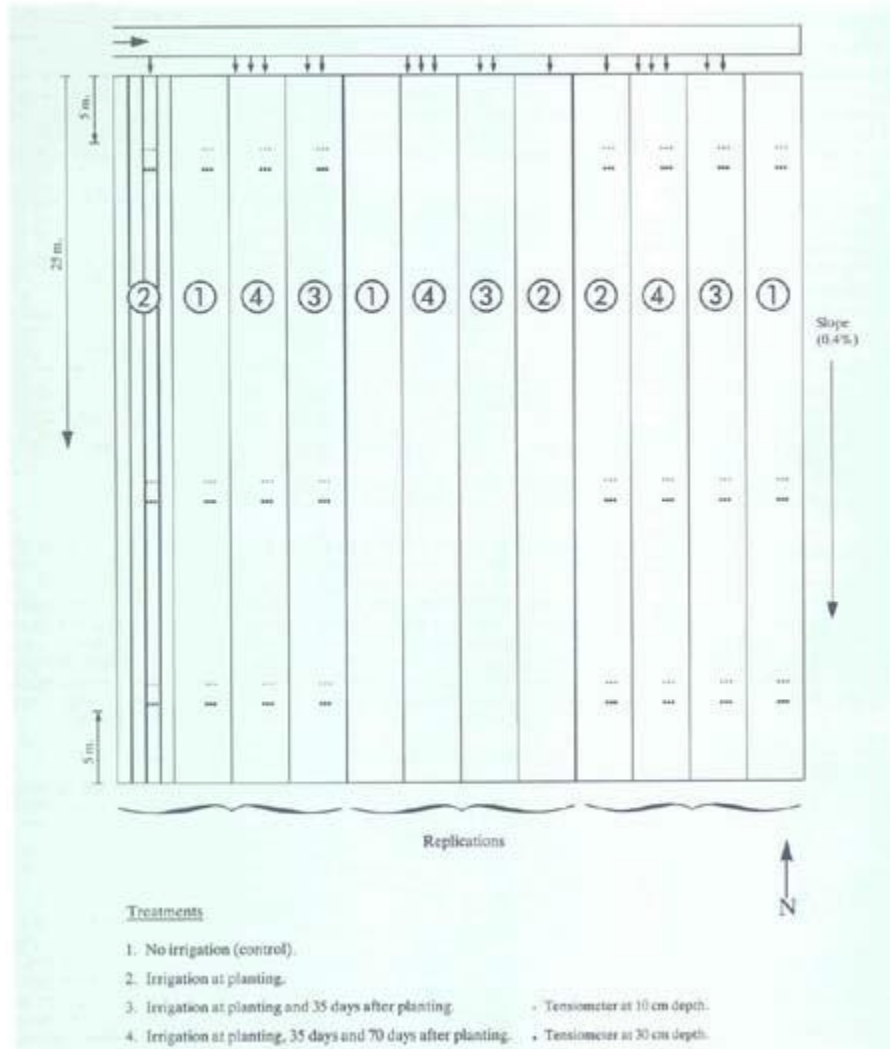 5 m.
25 m.
2 1 4 3 1 4 3 2 2 4 3 1
Slope
(0.4%)
5 m.
Replications
N
Treatments
1. No irrigation (control).
2. Irrigation at planting.
3. Irrigation at planting and 35 days after planting. Tensiometer at 10 cm depth.
4. Irrigation at planting, 35 days and 70 days after planting. Tensiometer at 30 cm depth.